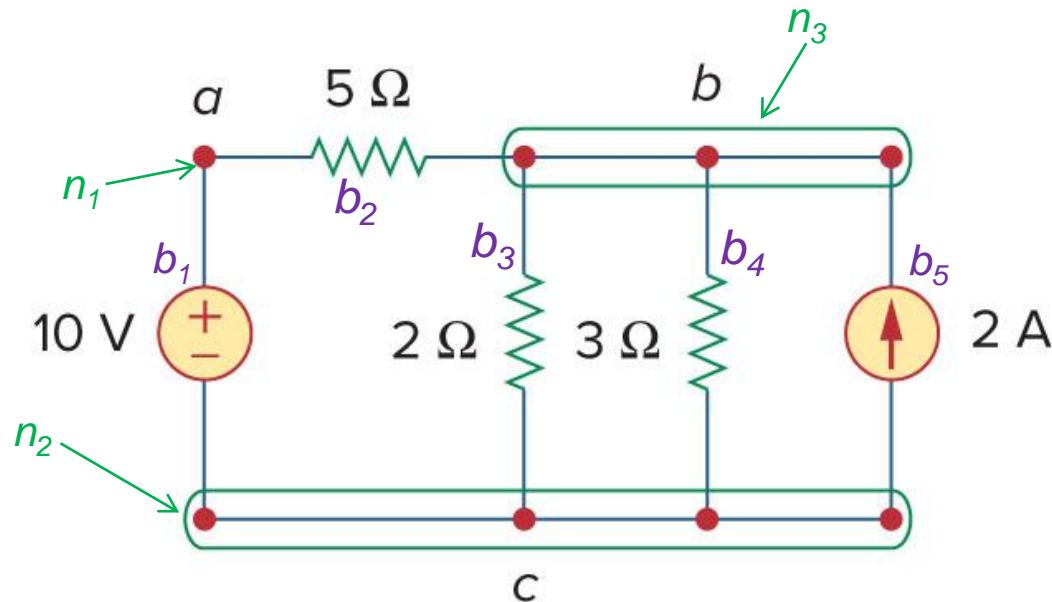 n₃
5 Ω
a
b
n₁
b₂
b₁
b₃
b₄
b₅
10 V
+
−
2 Ω
3 Ω
2 A
n₂
c